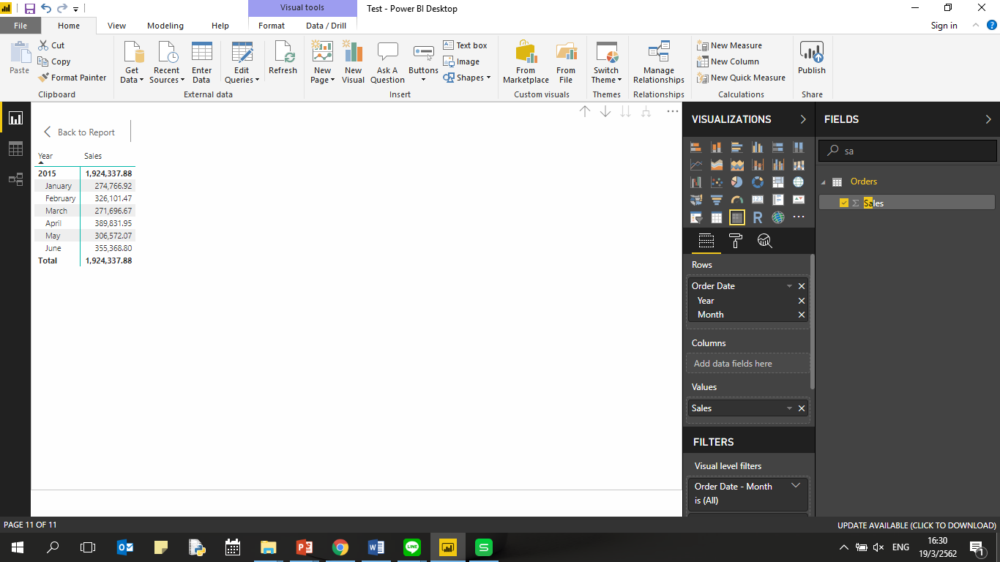 Visual tools
Test - Power BI Desktop
File Home View Modeling Help Format Data / Drill Sign in
Paste
Cut
Copy
Format Painter
Clipboard
Get Data
Recent Sources
Enter Data
Edit Queries
Refresh
External data
New Page
New Visual
Ask A Question
Buttons
Text box
Image
Shapes
Insert
From Marketplace
From File
Custom visuals
Switch Theme
Themes
Manage Relationships
Relationships
New Measure
New Column
New Quick Measure
Calculations
Publish
Share
Back to Report
Year Sales
2015 1,924,337.88
January 274,766.92
February 326,101.47
March 271,696.67
April 389,831.95
May 306,572.07
June 355,368.80
Total 1,924,337.88
VISUALIZATIONS
R
Rows
Order Date
Year
Month
Columns
Add data fields here
Values
Sales
FILTERS
Visual level filters
Order Date - Month
is (All)
FIELDS
sa
Orders
Σ Sales
PAGE 11 OF 11
UPDATE AVAILABLE (CLICK TO DOWNLOAD)
ENG
16:30
19/3/2562
1